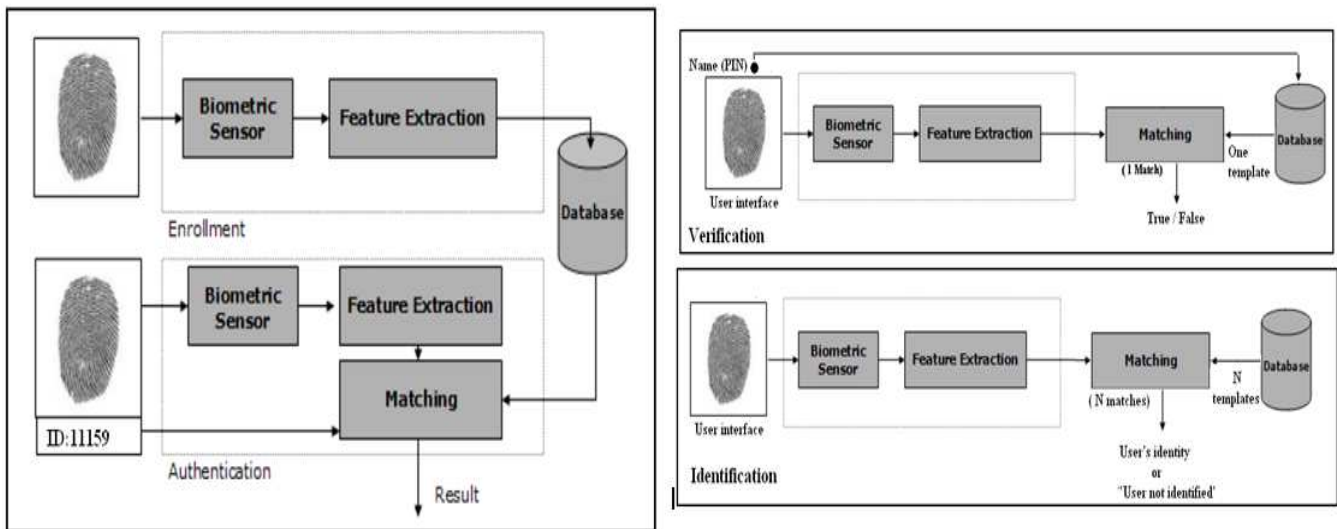 Biometric
Sensor
Feature Extraction
Enrollment
Database
Biometric
Sensor
Feature Extraction
Matching
ID:11159
Authentication
Result
Name (PIN)
Biometric
Sensor
Feature Extraction
Matching
(1 Match)
One
template
Database
User interface
True / False
Verification
Biometric
Sensor
Feature Extraction
Matching
( N matches)
N
templates
Database
User interface
User's identity
or
"User not identified'
Identification